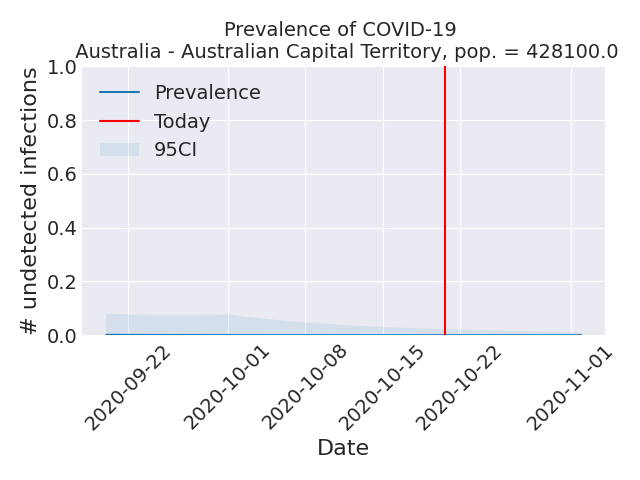 Prevalence of COVID-19
Australia - Australian Capital Territory, pop. = 428100.0
1.0
0.8
0.6
0.4
0.2
0.0
# undetected infections
Prevalence
Today
95CI
2020-09-22
2020-10-01
2020-10-08
2020-10-15
2020-10-22
2020-11-01
Date